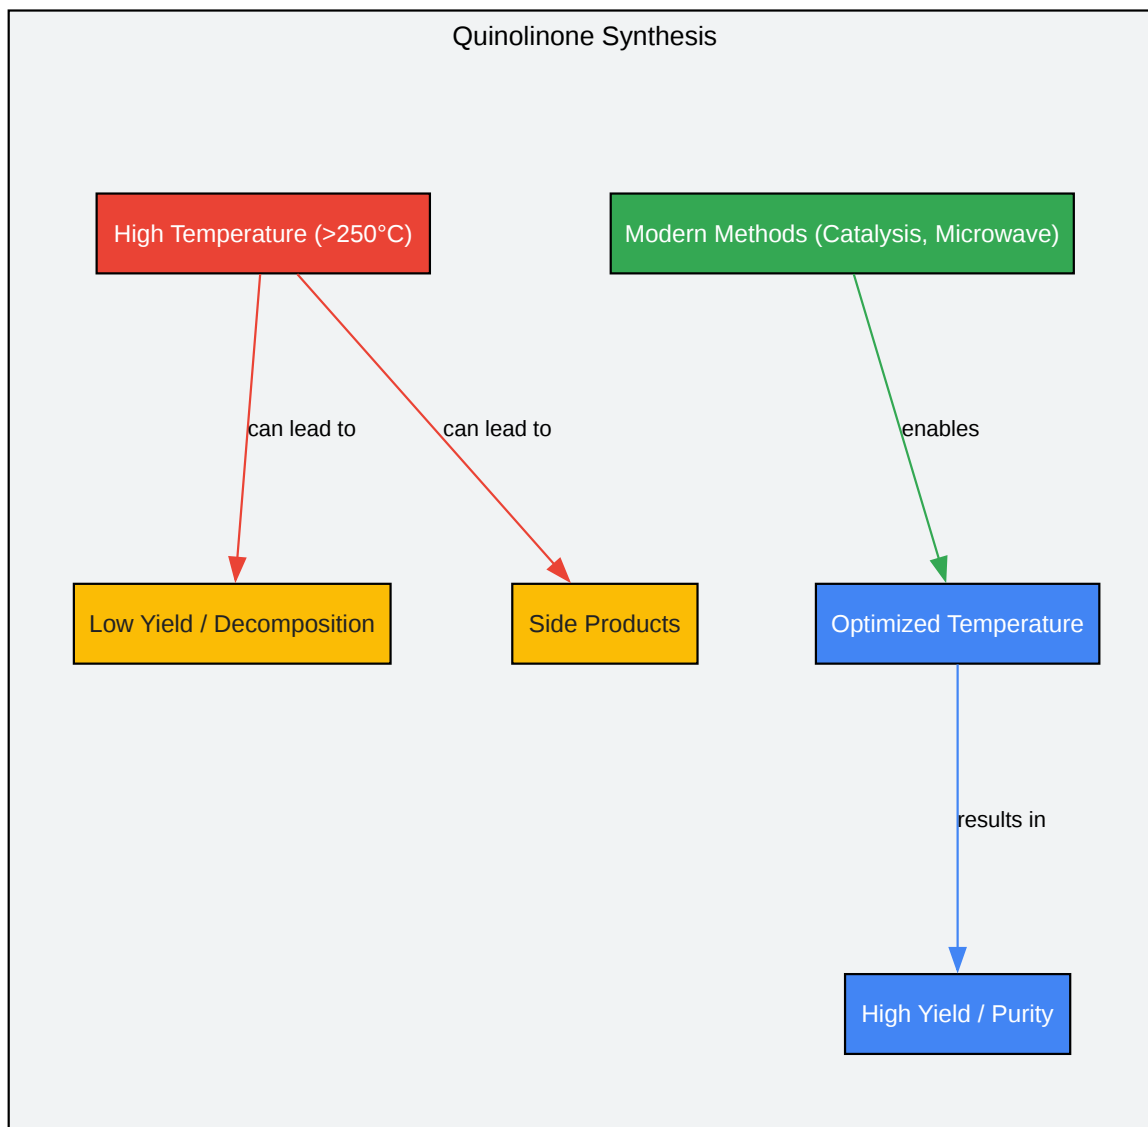 Quinolinone Synthesis
High Temperature (>250°C)
Modern Methods (Catalysis, Microwave)
can lead to
can lead to
enables
Low Yield / Decomposition
Side Products
Optimized Temperature
results in
High Yield / Purity